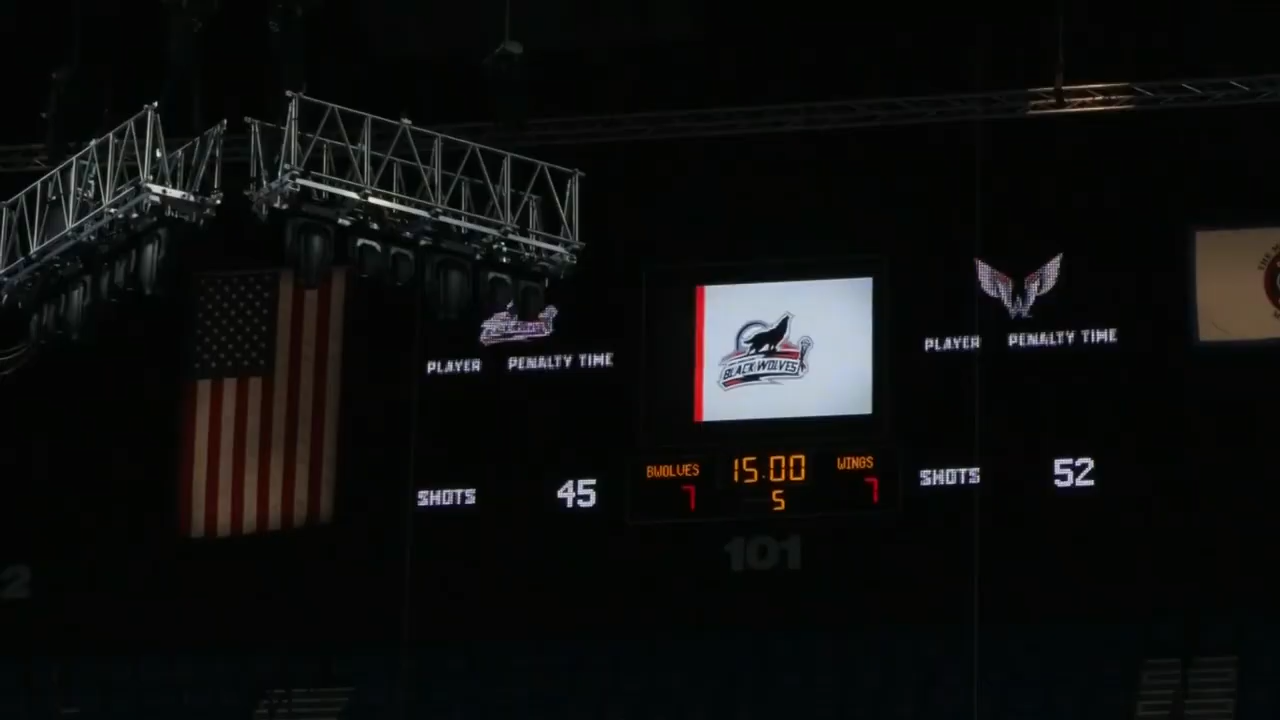 PLAYER PENALTY TIME
BLACK WOLVES
PLAYER PENALTY TIME
SHOTS 45
BWOLVES 15:00 WINGS
7 5 7
SHOTS 52
101
2